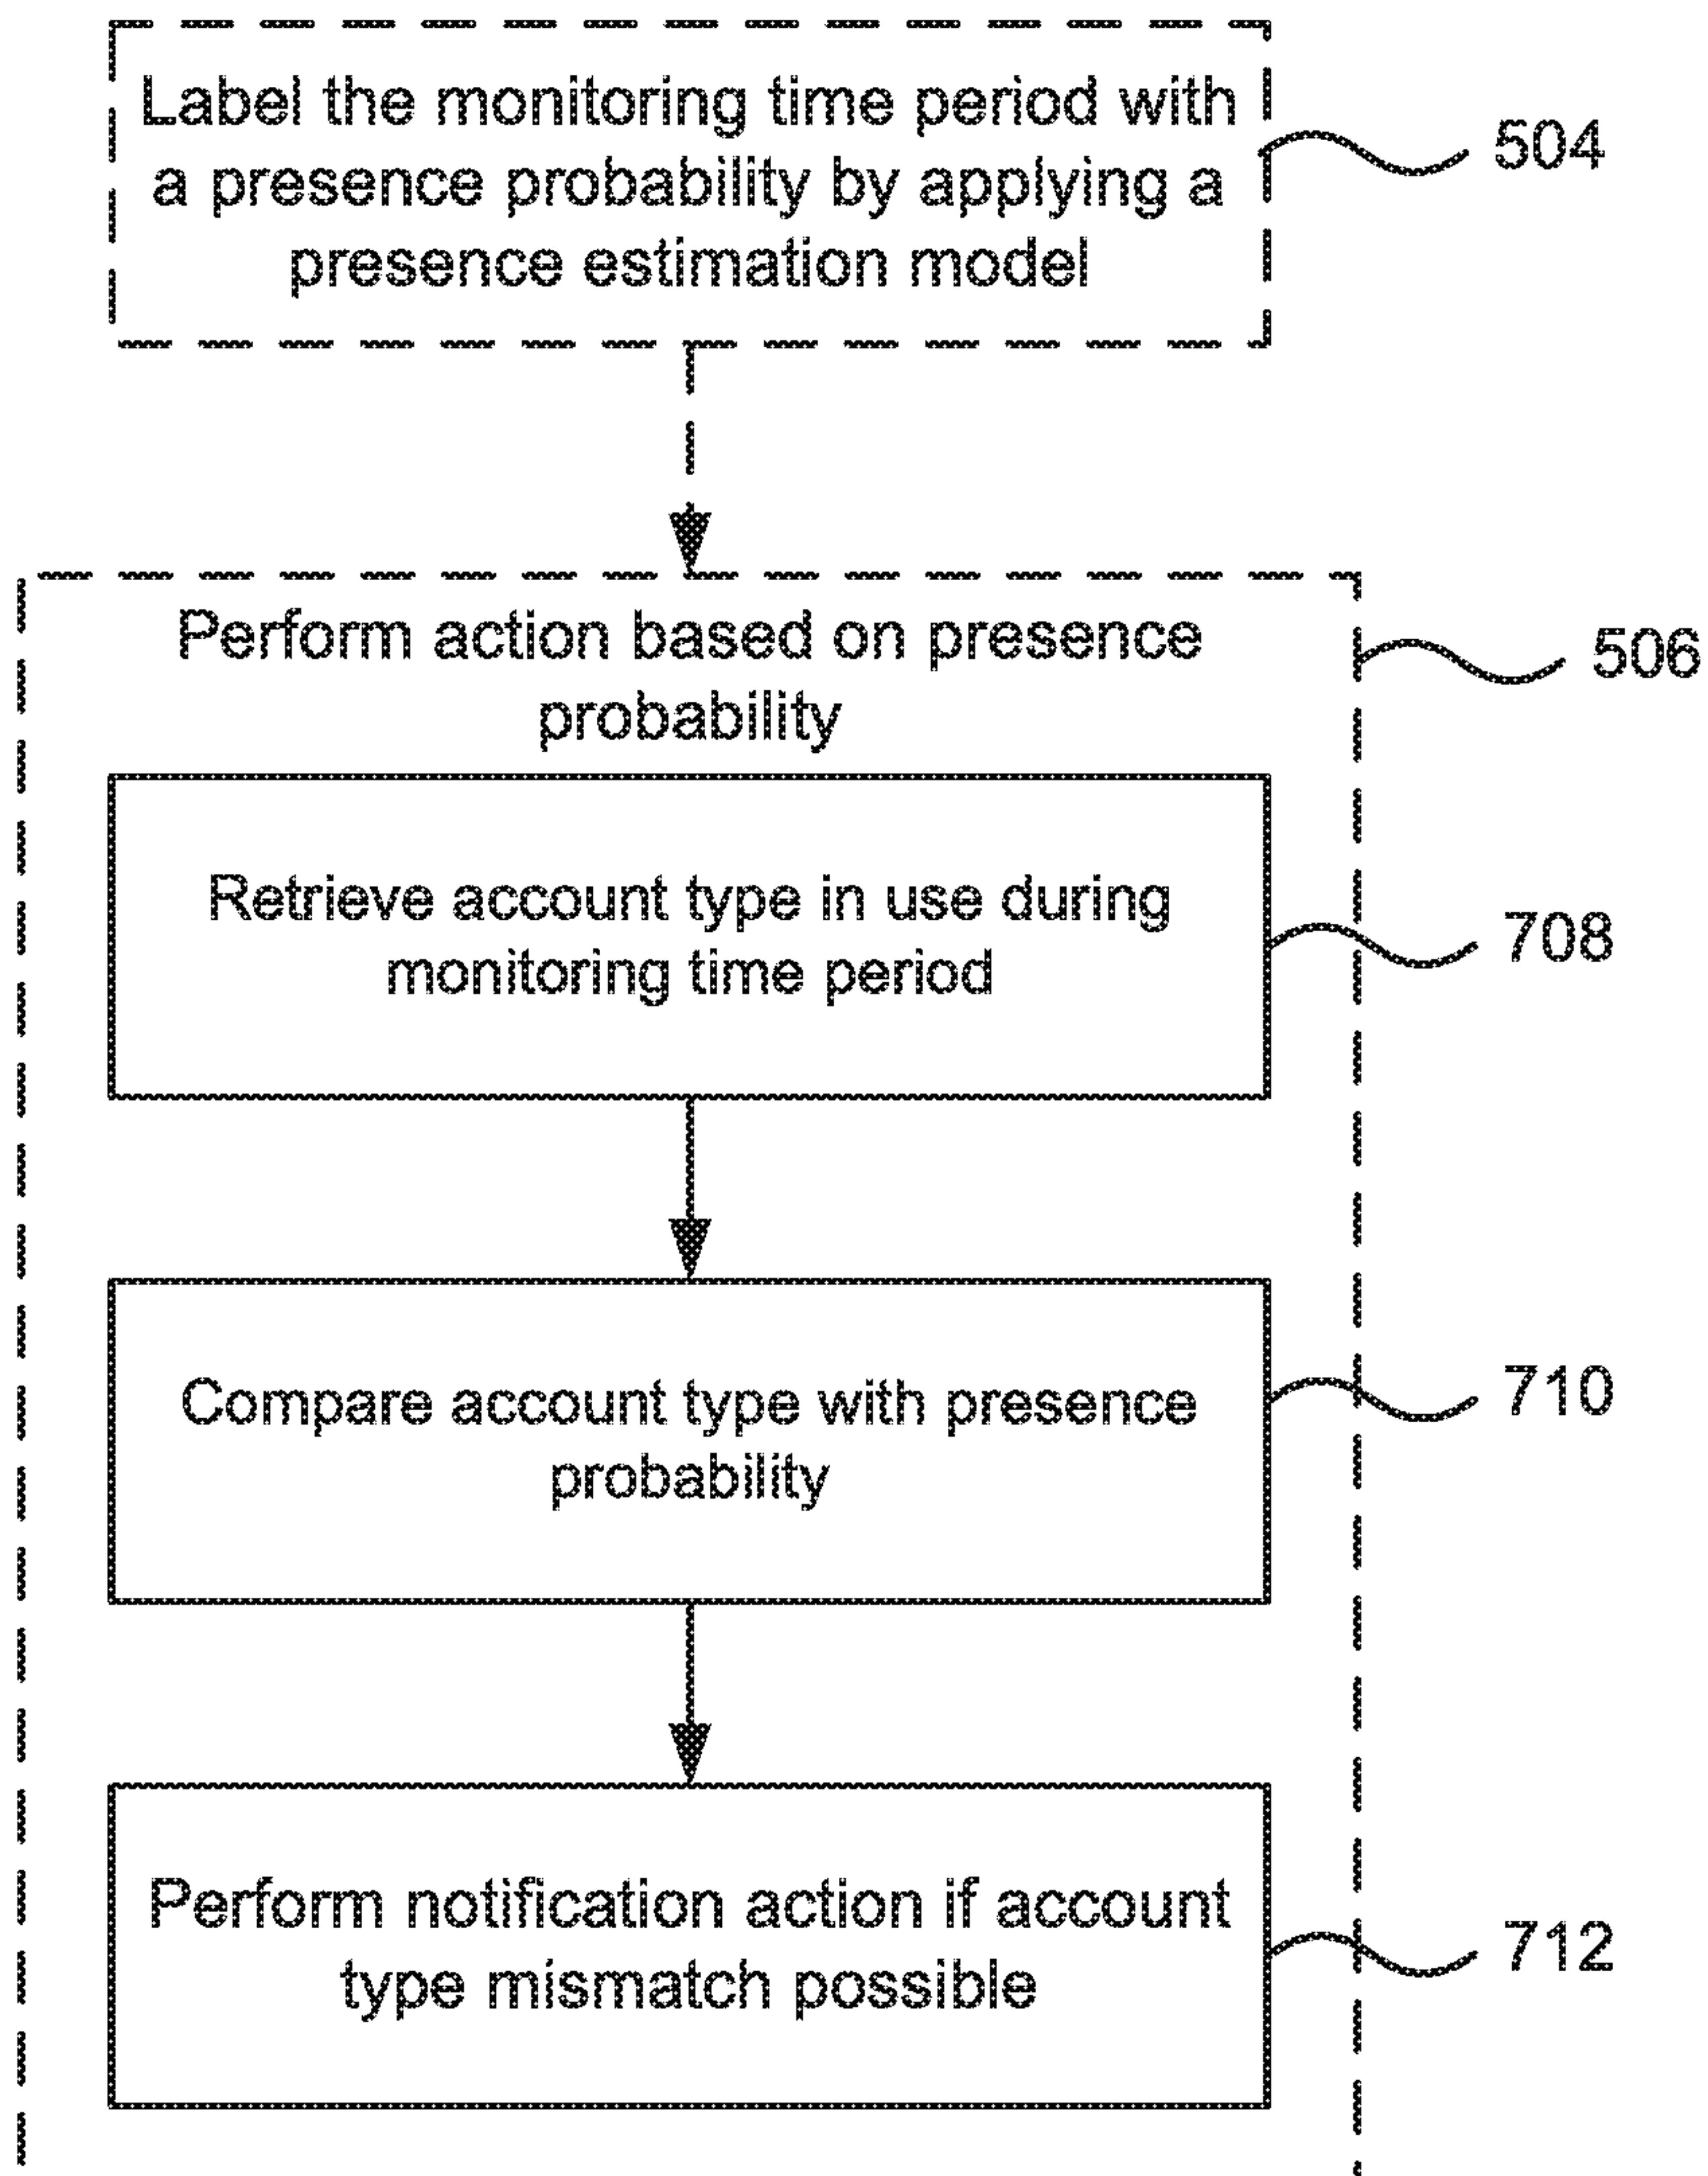 Label the monitoring time period with
a presence probability by applying a
presence estimation model
504
Perform action based on presence
probability
506
Retrieve account type in use during
monitoring time period
708
Compare account type with presence
probability
710
Perform notification action if account
type mismatch possible
712